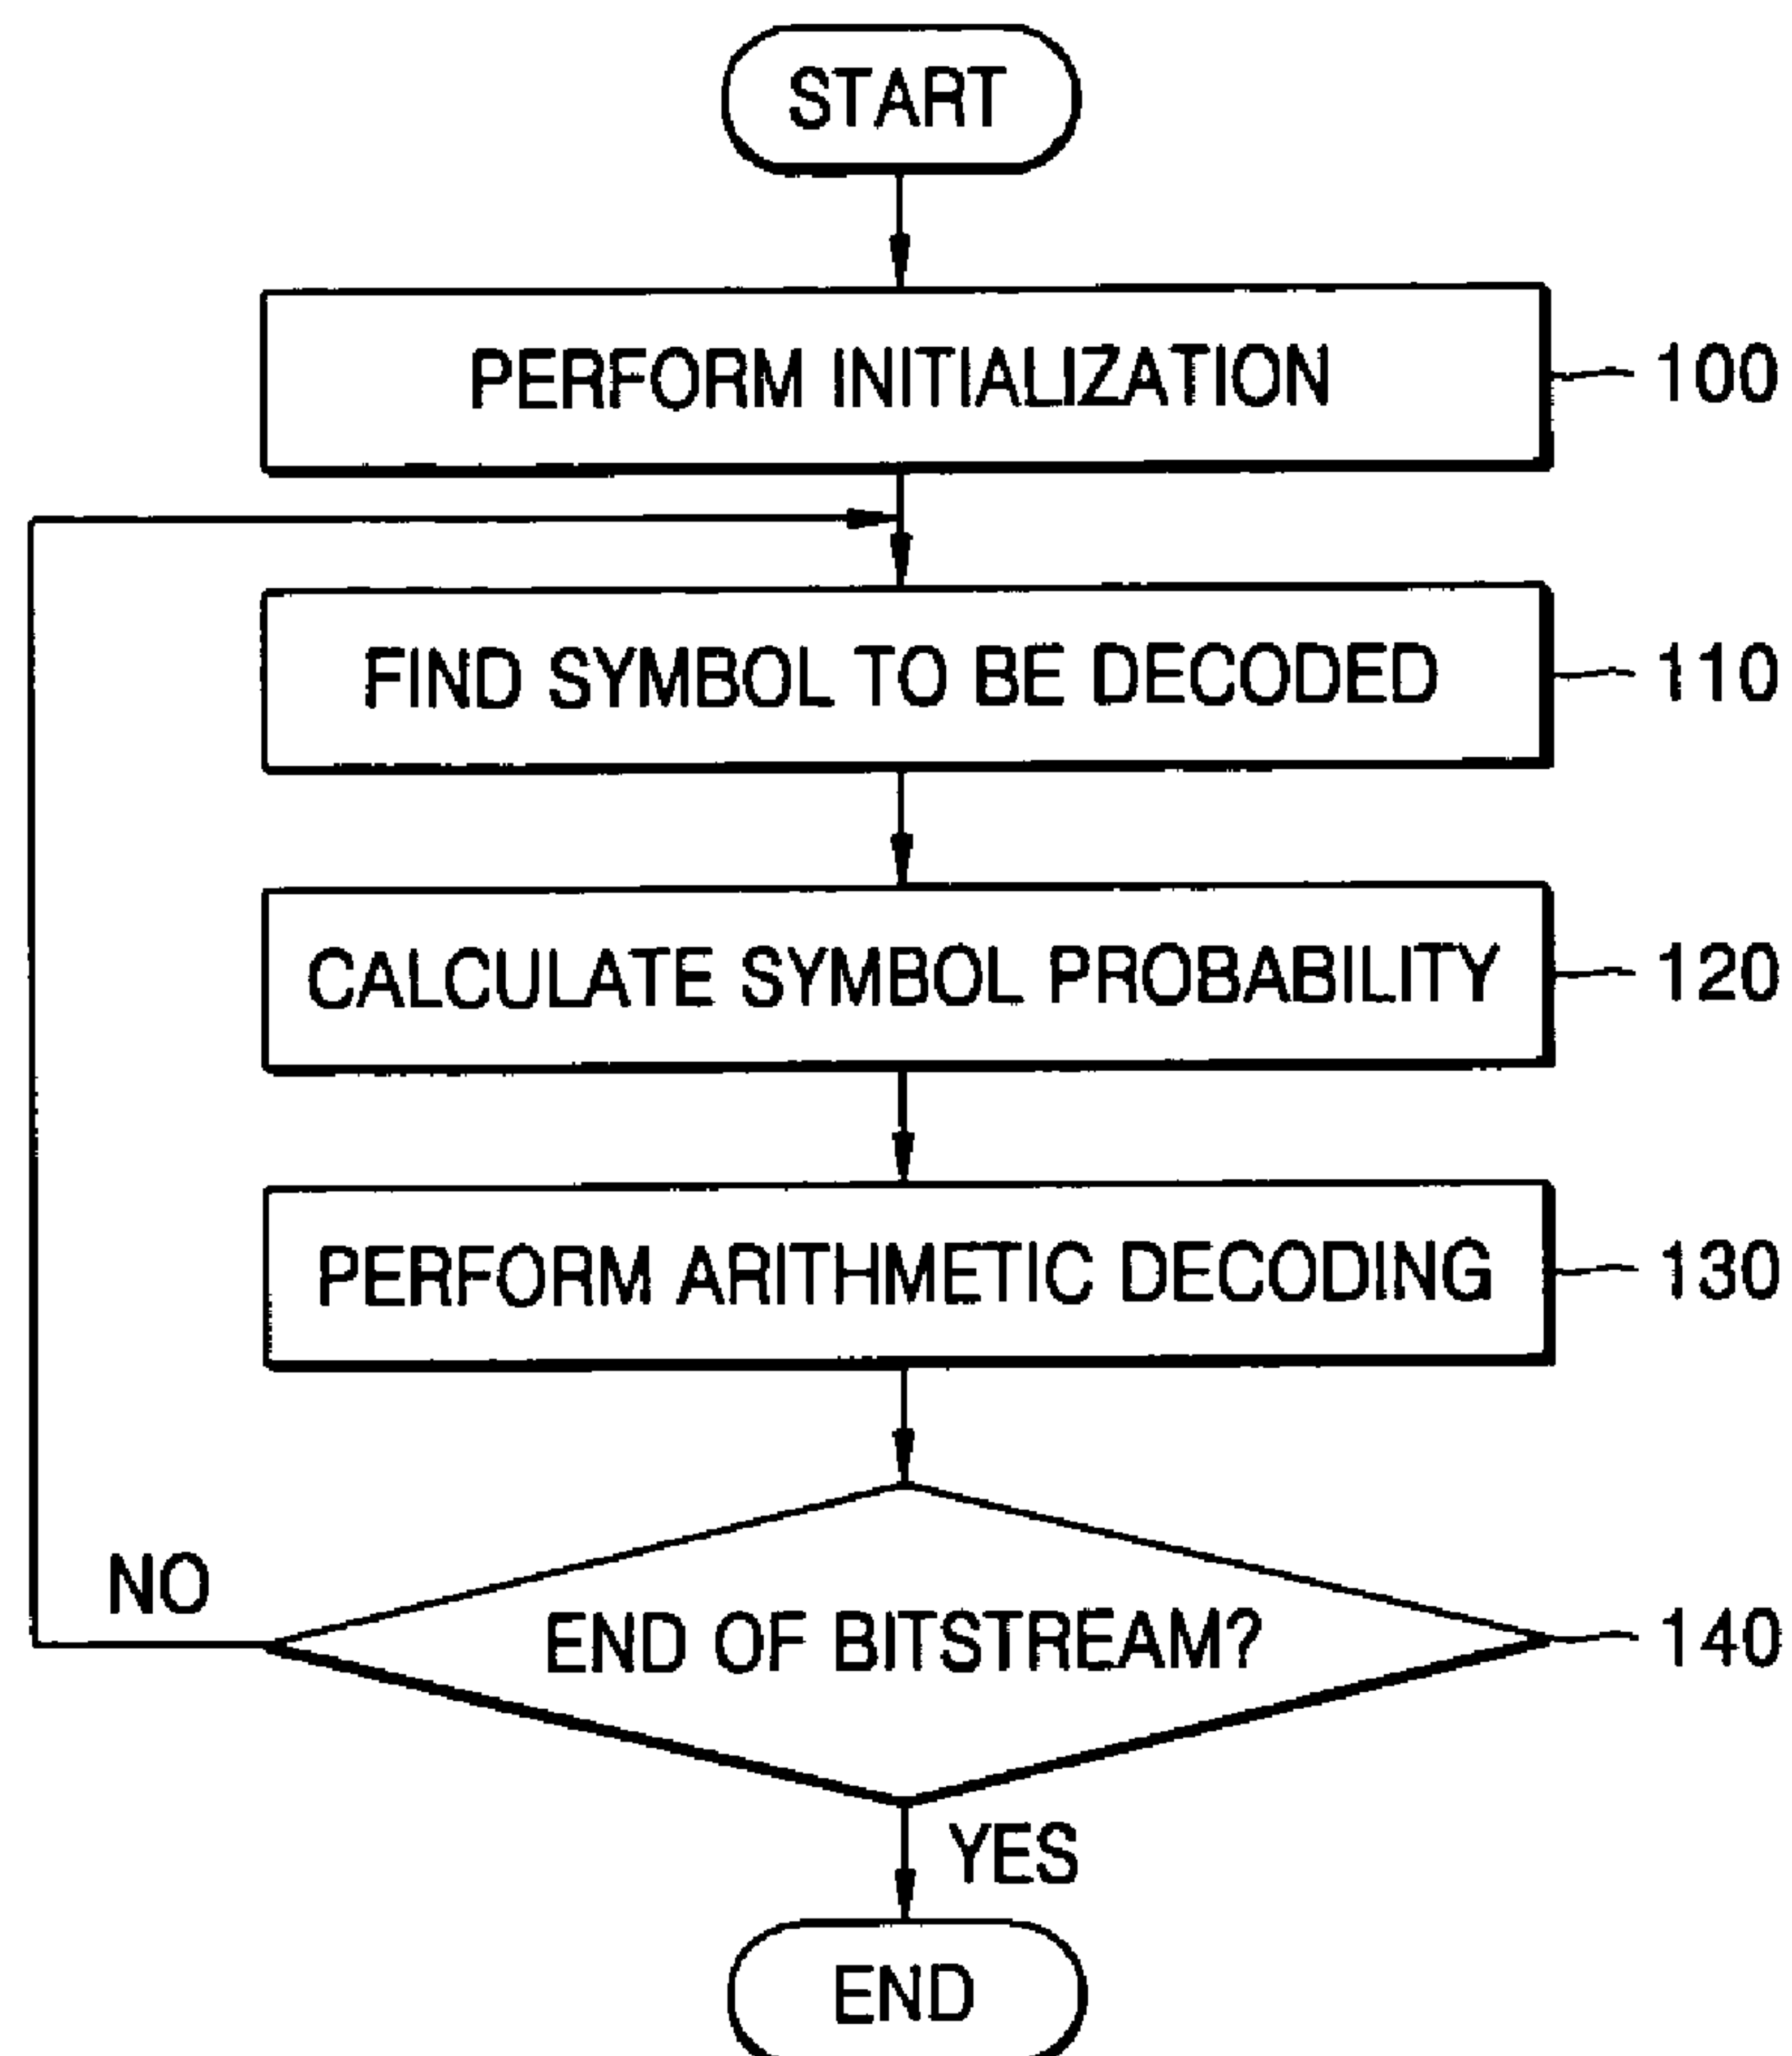 START
PERFORM INITIALIZATION 100
FIND SYMBOL TO BE DECODED 110
CALCULATE SYMBOL PROBABILITY 120
PERFORM ARITHMETIC DECODING 130
NO
END OF BITSTREAM? 140
YES
END